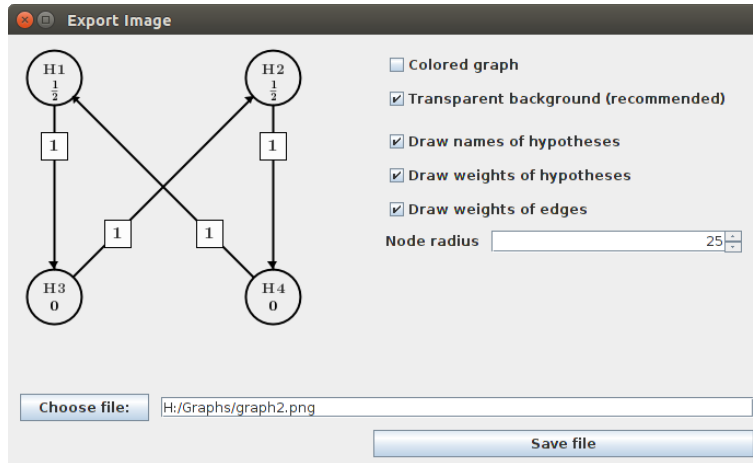 Export Image
H1
1/2
H2
1/2
1
1
1
1
H3
0
H4
0
Colored graph
Transparent background (recommended)
Draw names of hypotheses
Draw weights of hypotheses
Draw weights of edges
Node radius 25
Choose file: H:/Graphs/graph2.png
Save file